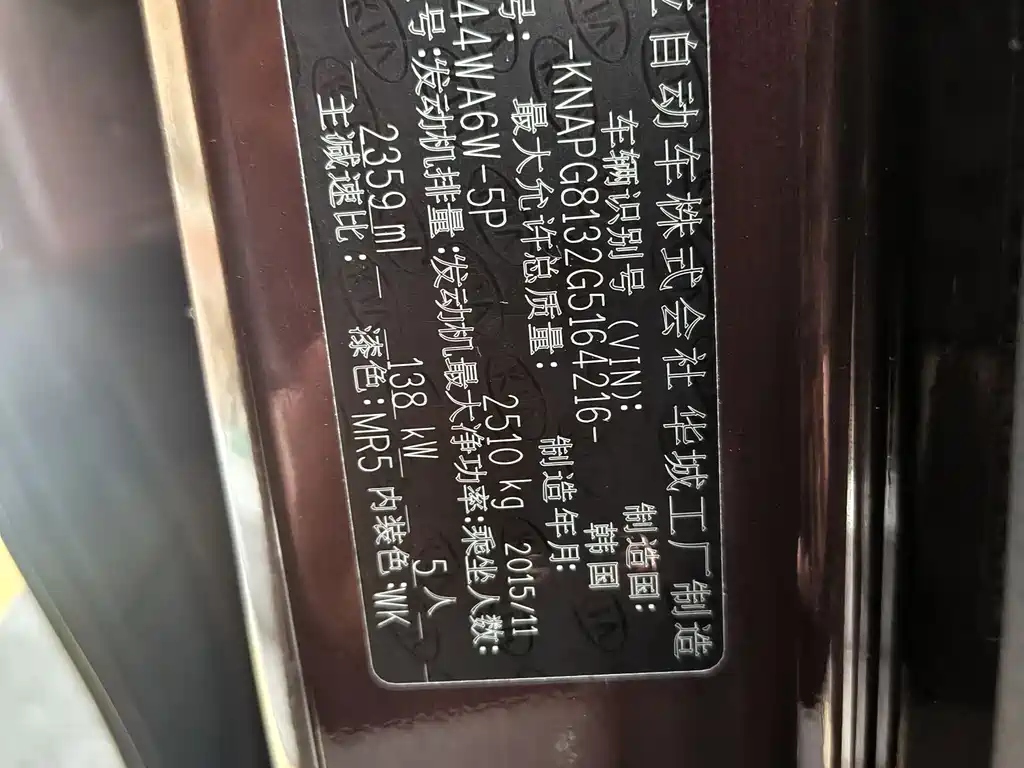 自动车株式会社 华城工厂制造
车辆识别号 (VIN): 制造国:
-KNAPG8132G5164216- 韩国
号: 最大允许总质量: 制造年月:
44WA6W-5P 2510 kg 2015/11
号:发动机排量:发动机最大净功率:乘坐人数:
— 2359 ml 138 kW 5 人
主减速比:— 漆色:MR5 内装色:WK
KIA